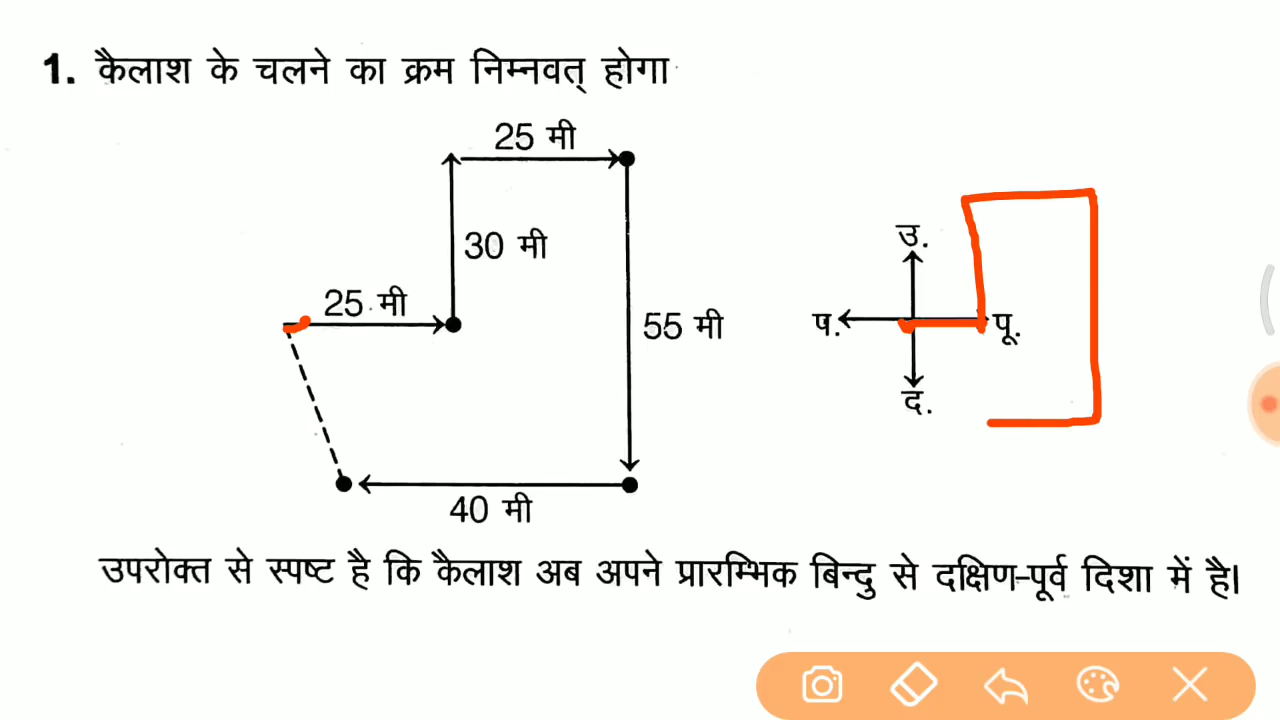 1. कैलाश के चलने का क्रम निम्नवत् होगा
25 मी
30 मी
25 मी
55 मी
40 मी
उ.
प.
पू.
द.
उपरोक्त से स्पष्ट है कि कैलाश अब अपने प्रारम्भिक बिन्दु से दक्षिण-पूर्व दिशा में है।